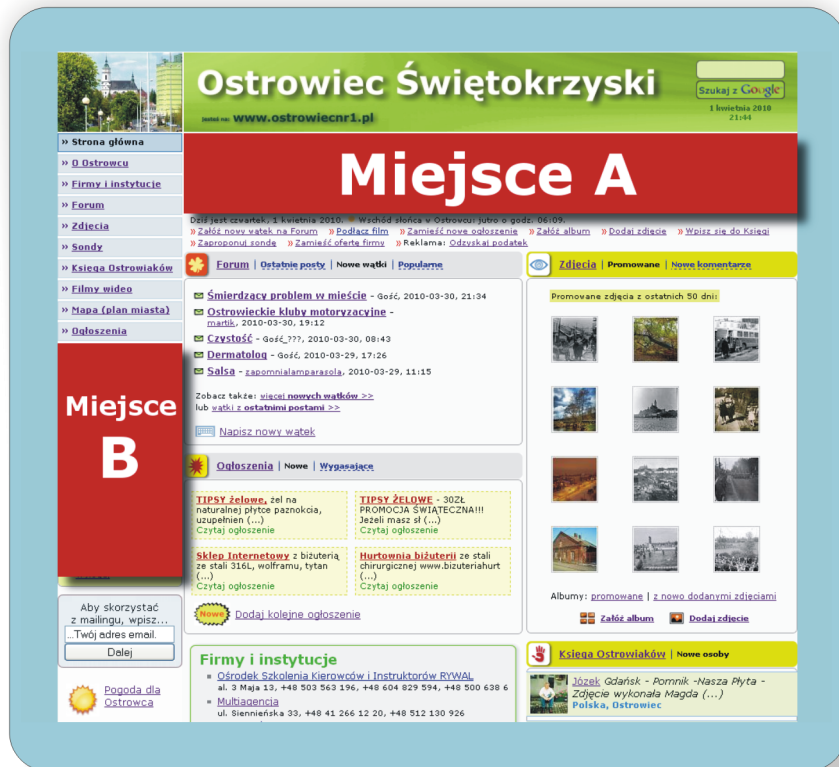 Ostrowiec Świętokrzyski
Jesteś na: www.ostrowiecnr1.pl
Szukaj z Google
1 kwietnia 2010
21:44
» Strona główna
» O Ostrowcu
» Firmy i instytucje
» Forum
» Zdjęcia
» Sondy
» Księga Ostrowiaków
» Filmy wideo
» Mapa (plan miasta)
» Ogłoszenia
Miejsce
B
Aby skorzystać
z mailingu, wpisz...
...Twój adres email.
Dalej
Pogoda dla
Ostrowca
Miejsce A
Dziś jest czwartek, 1 kwietnia 2010. Wschód słońca w Ostrowcu: jutro o godz. 06:09.
» Załóż nowy wątek na Forum » Podłącz film » Zamieść nowe ogłoszenie » Załóż album » Dodaj zdjęcie » Wpisz się do Księgi
» Zaproponuj sondę » Zamieść ofertę firmy » Reklama: Odzyskaj podatek
Forum | Ostatnie posty | Nowe wątki | Popularne
Śmierdzący problem w mieście - Gość, 2010-03-30, 21:34
Ostrowieckie kluby motoryzacyjne -
martik, 2010-03-30, 19:12
Czystość - Gość_???, 2010-03-30, 08:43
Dermatolog - Gość, 2010-03-29, 17:26
Salsa - zapomnialamparasola, 2010-03-29, 11:15
Zobacz także: więcej nowych wątków >>
lub wątki z ostatnimi postami >>
Napisz nowy wątek
Ogłoszenia | Nowe | Wygasające
TIPSY żelowe, żel na
naturalnej płytce paznokcia,
uzupełnien (...)
Czytaj ogłoszenie
TIPSY ŻELOWE - 30ZŁ
PROMOCJA ŚWIĄTECZNA!!!
Jeżeli masz sł (...)
Czytaj ogłoszenie
Sklep Internetowy z biżuterią
ze stali 316L, wolframu, tytan
(...)
Czytaj ogłoszenie
Hurtownia biżuterii ze stali
chirurgicznej www.bizuteriahurt
(...)
Czytaj ogłoszenie
Nowe Dodaj kolejne ogłoszenie
Firmy i instytucje
Ośrodek Szkolenia Kierowców i Instruktorów RYWAL
al. 3 Maja 13, +48 503 563 196, +48 604 829 594, +48 500 638 6
Multiagencja
ul. Siennieńska 33, +48 41 266 12 20, +48 512 130 926
Zdjęcia | Promowane | Nowe komentarze
Promowane zdjęcia z ostatnich 50 dni:
Albumy: promowane | z nowo dodanymi zdjęciami
Załóż album Dodaj zdjęcie
Księga Ostrowiaków | Nowe osoby
Józek Gdańsk - Pomnik -Nasza Płyta -
Zdjęcie wykonała Magda (...)
Polska, Ostrowiec